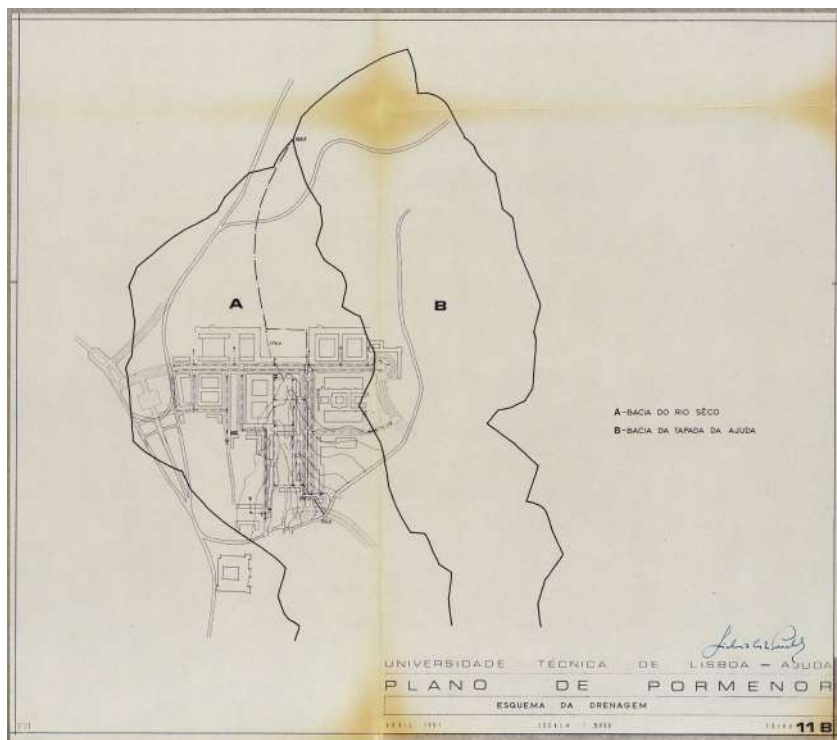 A
B
A-BACIA DO RIO SÊCO
B-BACIA DA TAPADA DA AJUDA
UNIVERSIDADE TÉCNICA DE LISBOA - AJUDA
PLANO DE PORMENOR
ESQUEMA DA DRENAGEM
ESCALA
11 B